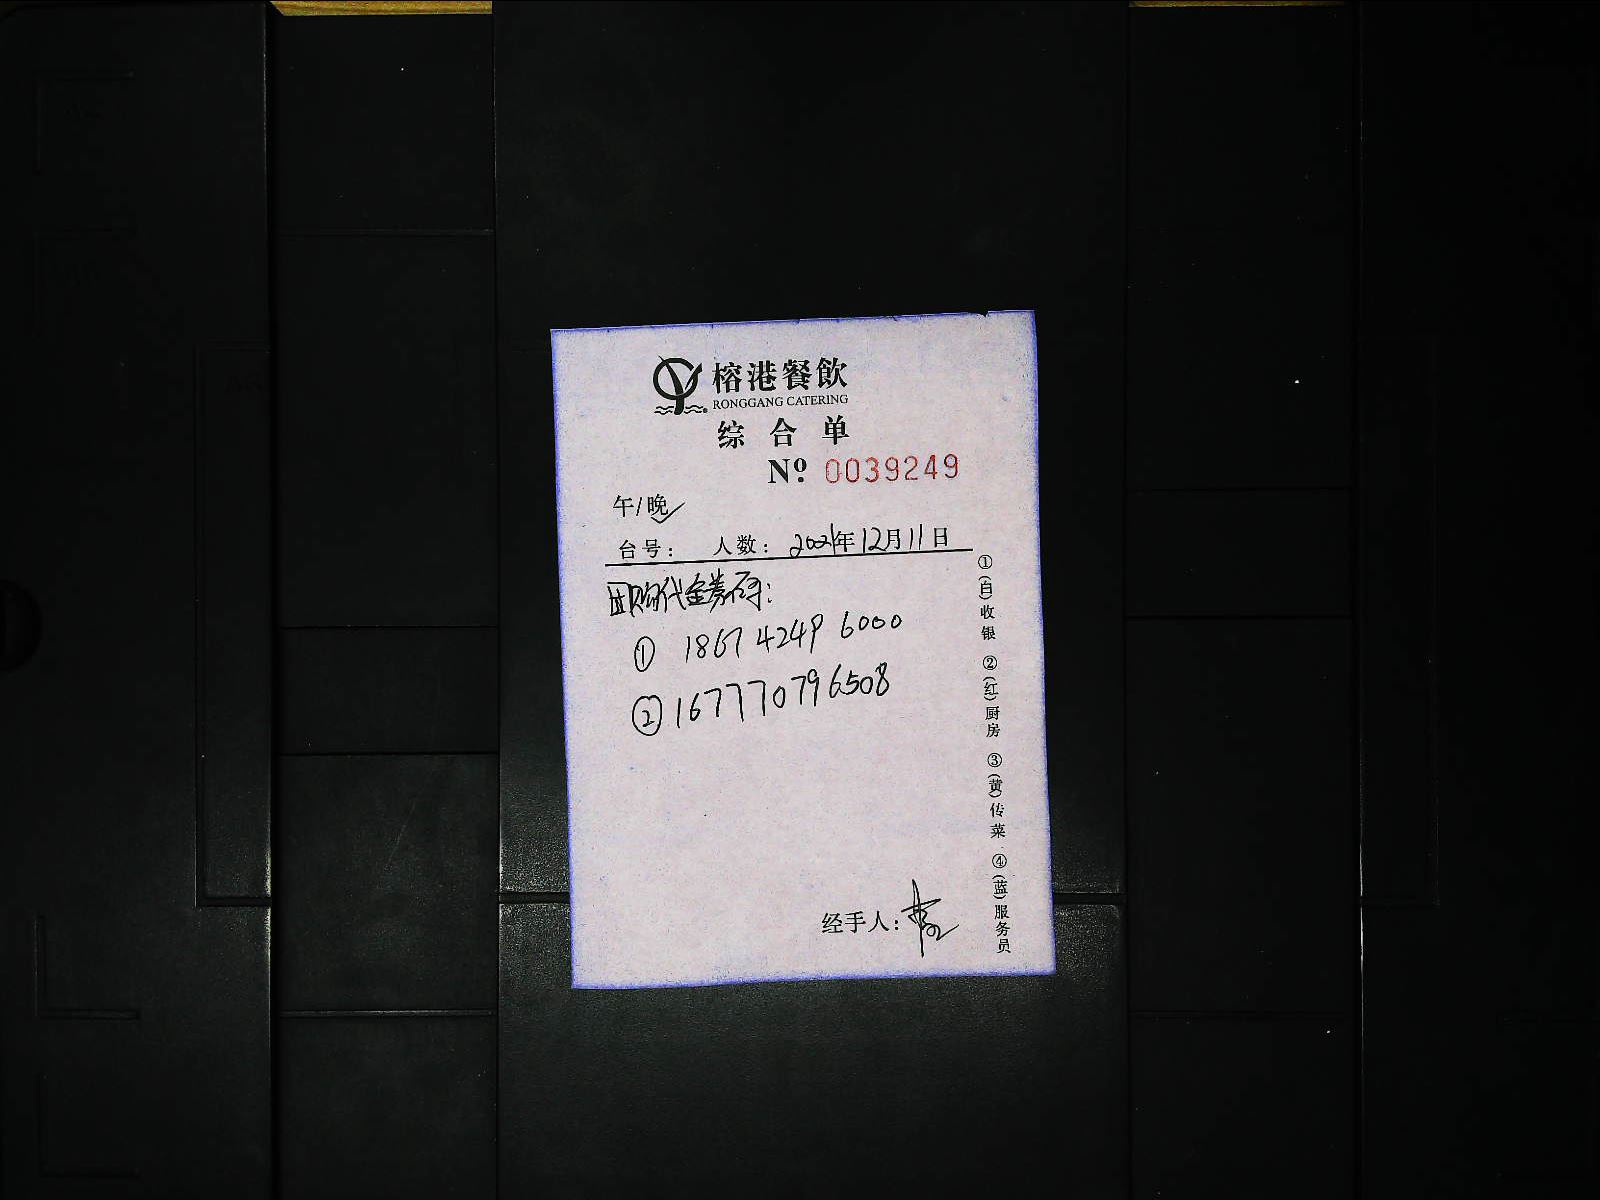 榕港餐飲
RONGGANG CATERING
综合单
Nº. 0039249
午/晚✓
台号： 人数： 2021年12月11日
团购代金券码：
① 1867 4249 6000
② 167770796508
经手人：
①(白)收银 ②(红)厨房 ③(黄)传菜 ④(蓝)服务员